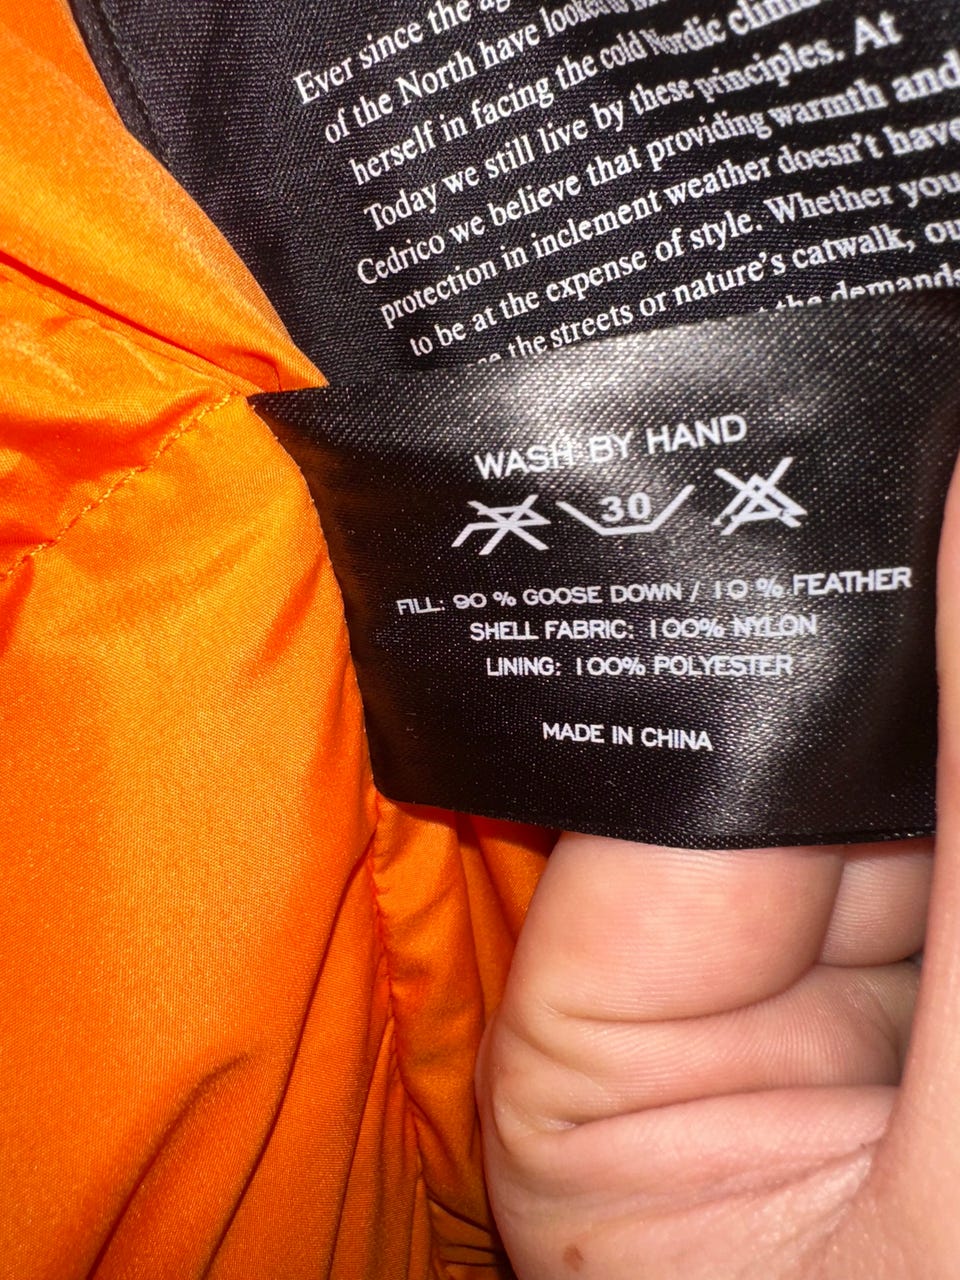 Ever since the
of the North have looked
herself in facing the cold Nordic
Today we still live by these principles. At
Cedrico we believe that providing warmth and
protection in inclement weather doesn't have
to be at the expense of style. Whether you
the streets or nature's catwalk,
the demands
WASH BY HAND
30
FILL: 90 % GOOSE DOWN / 10 % FEATHER
SHELL FABRIC: 100% NYLON
LINING: 100% POLYESTER
MADE IN CHINA